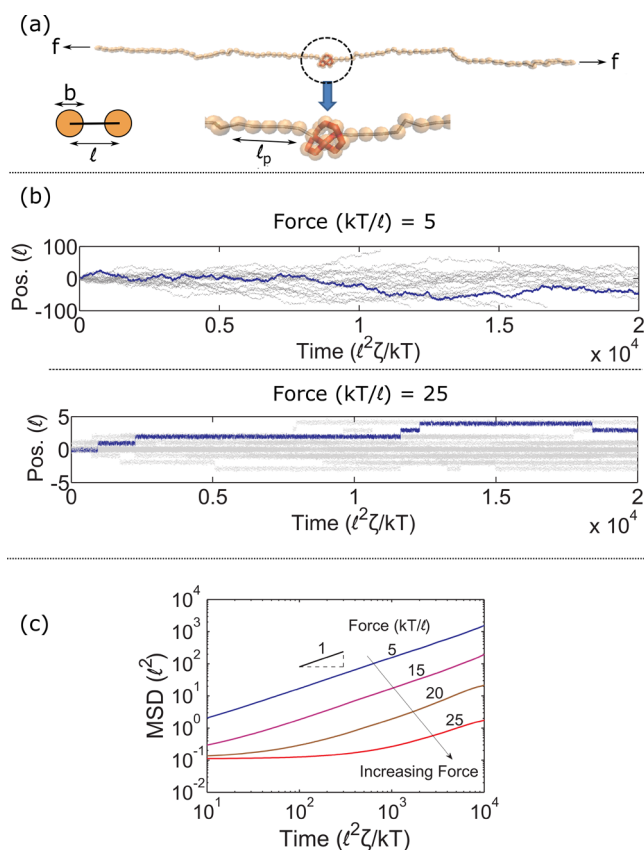 (a)
f
f
b
ℓ
ℓp
(b)
Force (kT/ℓ) = 5
Pos. (ℓ)
100
0
-100
0 0.5 1 1.5 2
Time (ℓ²ζ/kT)
x 10⁴
Force (kT/ℓ) = 25
Pos. (ℓ)
5
0
-5
0 0.5 1 1.5 2
Time (ℓ²ζ/kT)
x 10⁴
(c)
MSD (ℓ²)
10⁴
10³
10²
10¹
10⁰
10⁻¹
10⁻²
1
Force (kT/ℓ)
5
15
20
25
Increasing Force
10¹ 10² 10³ 10⁴
Time (ℓ²ζ/kT)